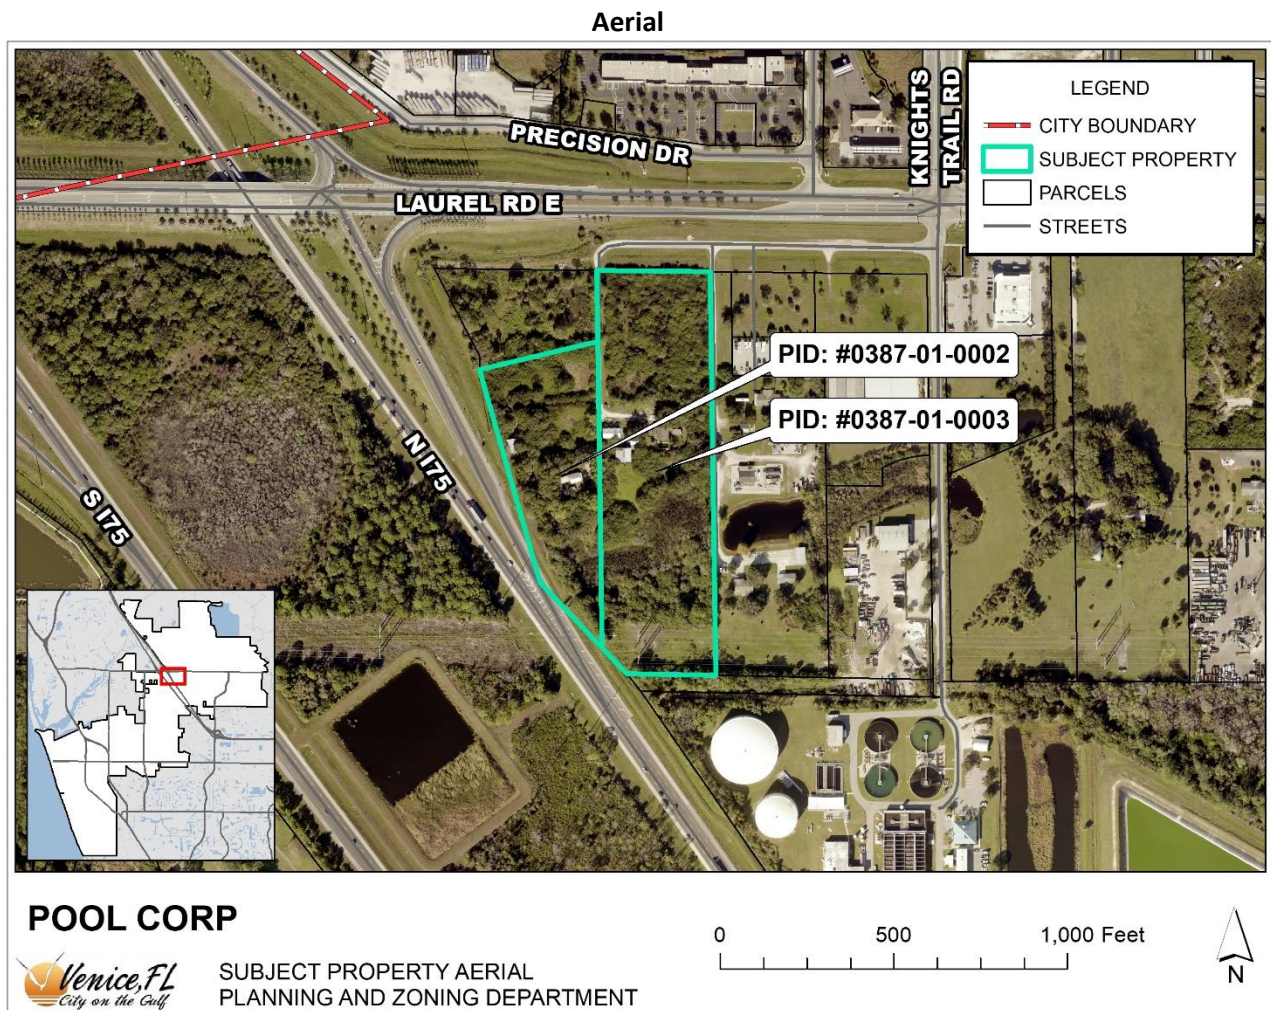 Aerial
LEGEND
CITY BOUNDARY
SUBJECT PROPERTY
PARCELS
STREETS
KNIGHTS
TRAIL RD
PRECISION DR
LAUREL RD E
PID: #0387-01-0002
PID: #0387-01-0003
N I75
S I75
POOL CORP
0 500 1,000 Feet
N
Venice, FL
City on the Gulf
SUBJECT PROPERTY AERIAL
PLANNING AND ZONING DEPARTMENT